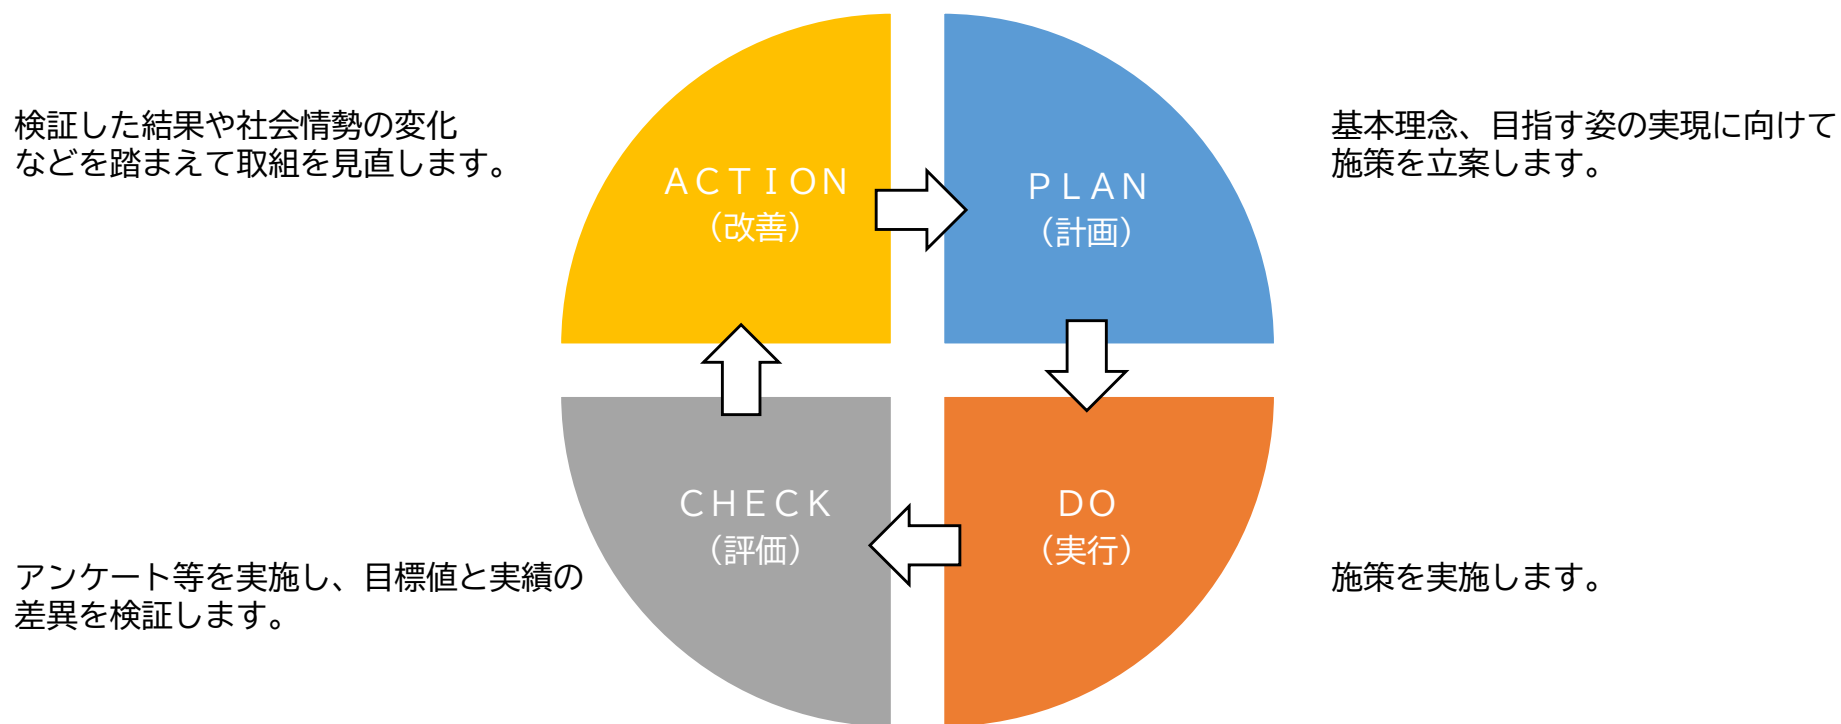 検証した結果や社会情勢の変化
などを踏まえて取組を見直します。
ＡＣＴＩＯＮ
（改善）
ＰＬＡＮ
（計画）
基本理念、目指す姿の実現に向けて
施策を立案します。
アンケート等を実施し、目標値と実績の
差異を検証します。
ＣＨＥＣＫ
（評価）
ＤＯ
（実行）
施策を実施します。